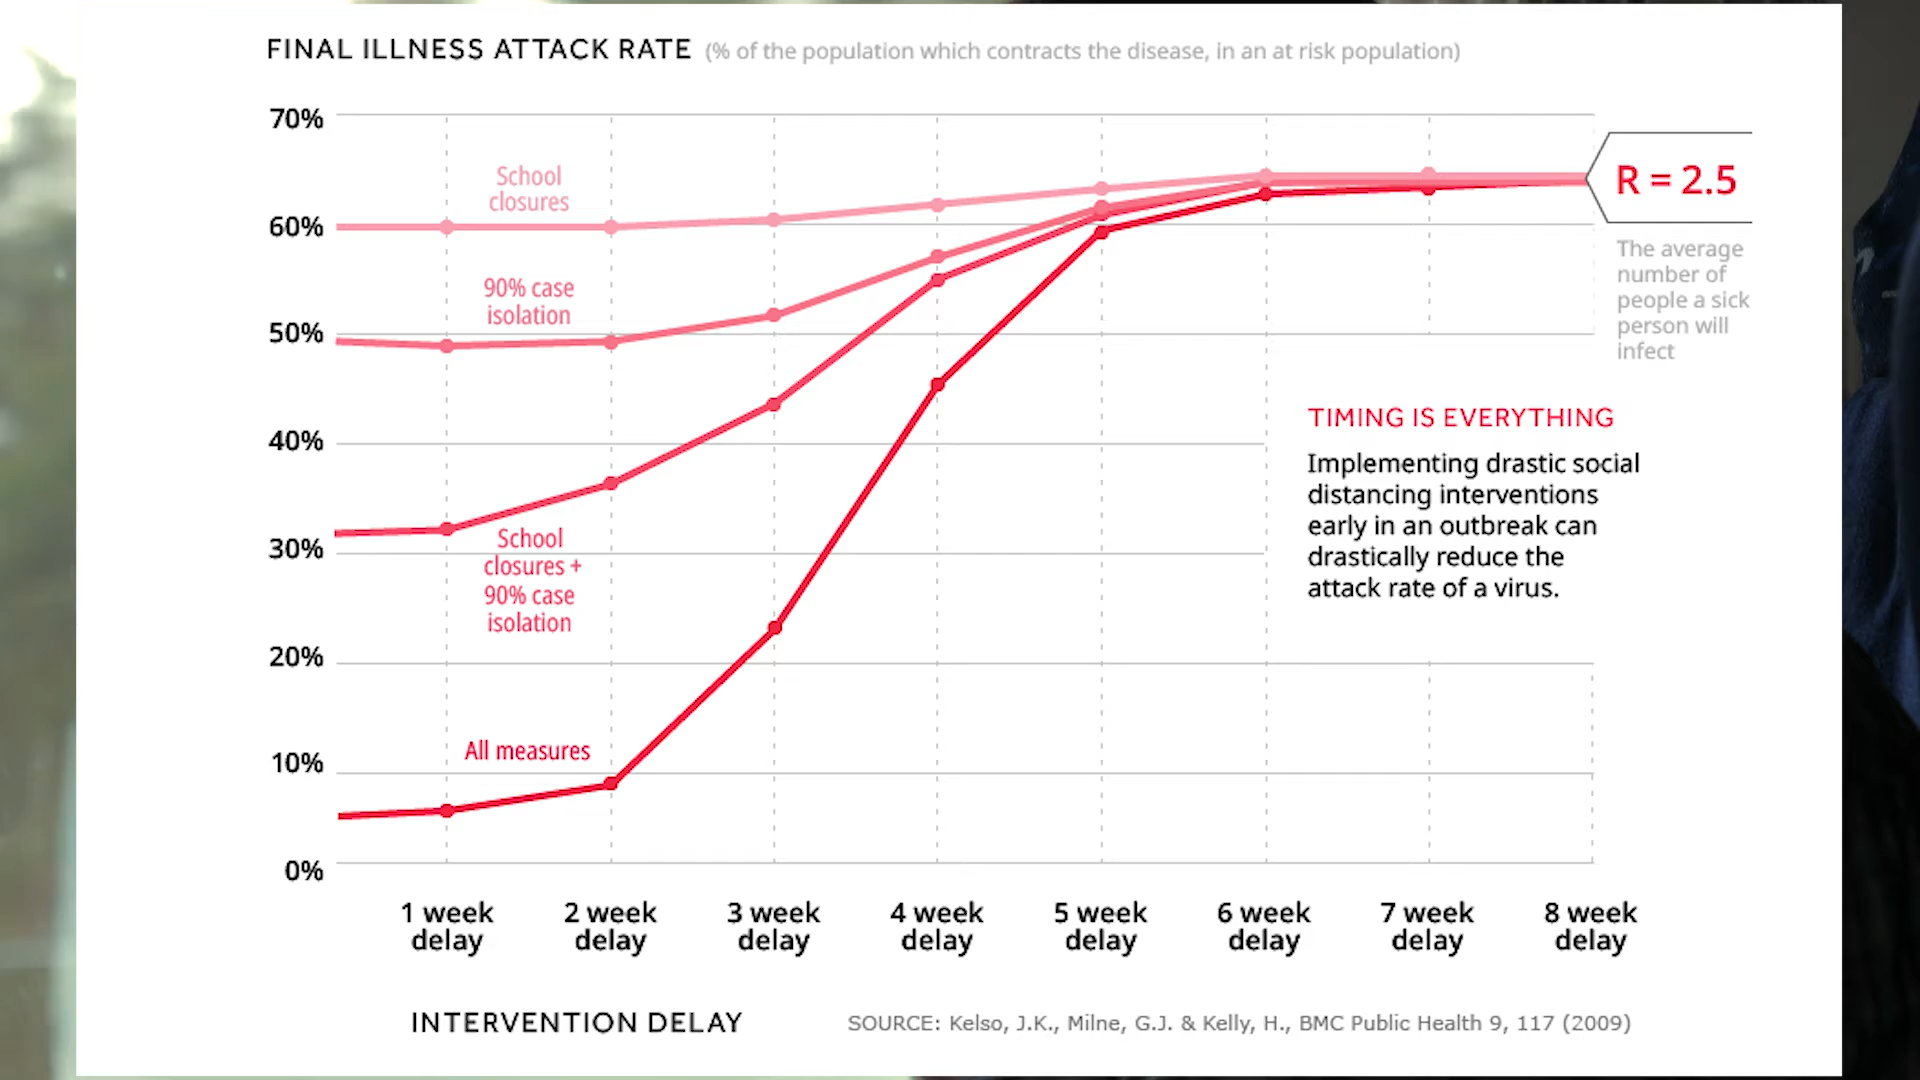 FINAL ILLNESS ATTACK RATE (% of the population which contracts the disease, in an at risk population)
70%
60%
50%
40%
30%
20%
10%
0%
School
closures
90% case
isolation
School
closures +
90% case
isolation
All measures
R = 2.5
The average
number of
people a sick
person will
infect
TIMING IS EVERYTHING
Implementing drastic social
distancing interventions
early in an outbreak can
drastically reduce the
attack rate of a virus.
1 week
delay
2 week
delay
3 week
delay
4 week
delay
5 week
delay
6 week
delay
7 week
delay
8 week
delay
INTERVENTION DELAY
SOURCE: Kelso, J.K., Milne, G.J. & Kelly, H., BMC Public Health 9, 117 (2009)